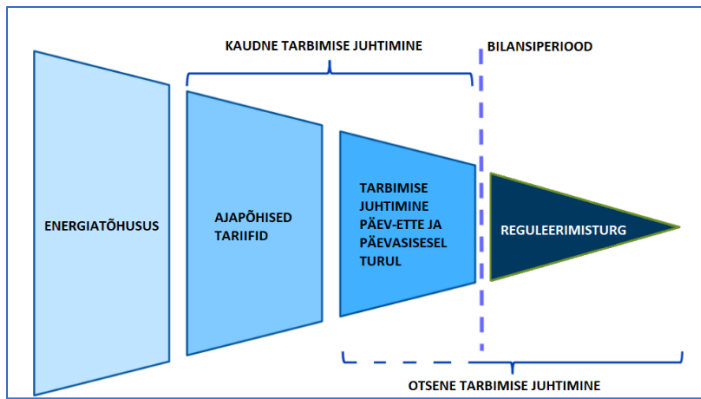 KAUDNE TARBIMISE JUHTIMINE
BILANSIPERIOOD
ENERGIATÕHUSUS
AJAPÕHISED
TARIIFID
TARBIMISE
JUHTIMINE
PÄEV-ETTE JA
PÄEVASISESEL
TURUL
REGULEERIMISTURG
OTSENE TARBIMISE JUHTIMINE